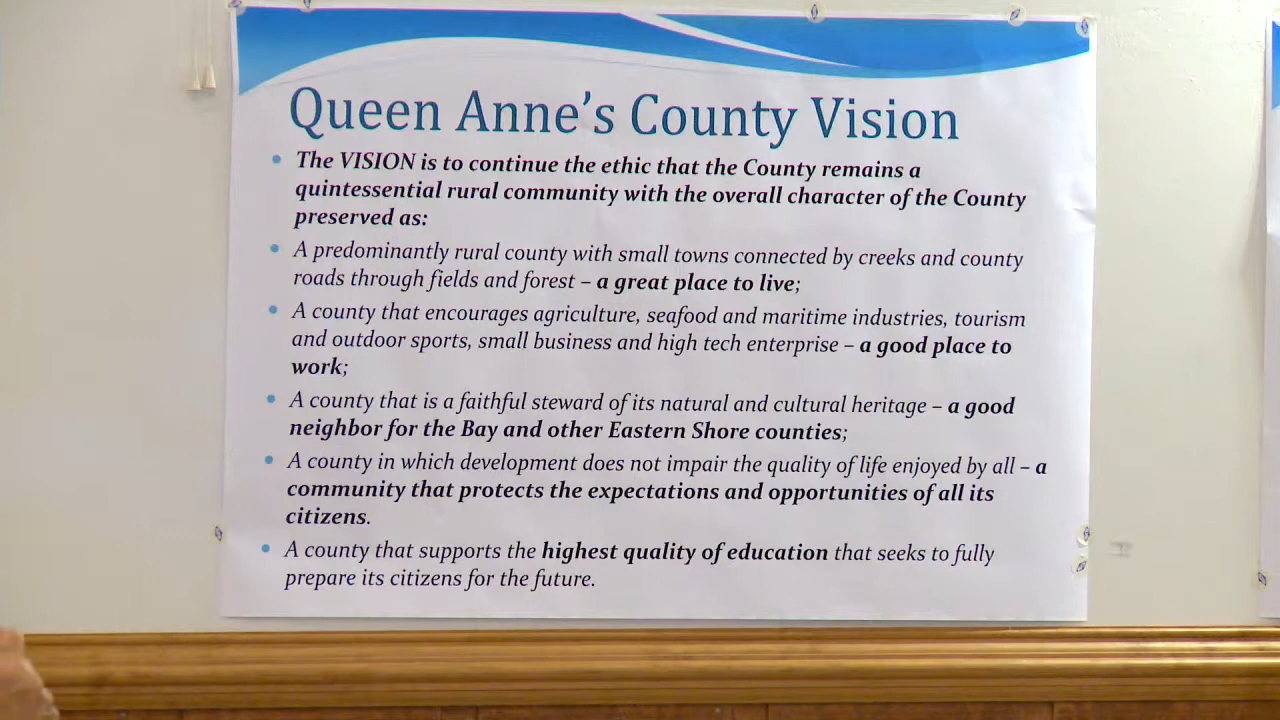 Queen Anne's County Vision
• The VISION is to continue the ethic that the County remains a
quintessential rural community with the overall character of the County
preserved as:
• A predominantly rural county with small towns connected by creeks and county
roads through fields and forest – a great place to live;
• A county that encourages agriculture, seafood and maritime industries, tourism
and outdoor sports, small business and high tech enterprise – a good place to
work;
• A county that is a faithful steward of its natural and cultural heritage – a good
neighbor for the Bay and other Eastern Shore counties;
• A county in which development does not impair the quality of life enjoyed by all – a
community that protects the expectations and opportunities of all its
citizens.
• A county that supports the highest quality of education that seeks to fully
prepare its citizens for the future.